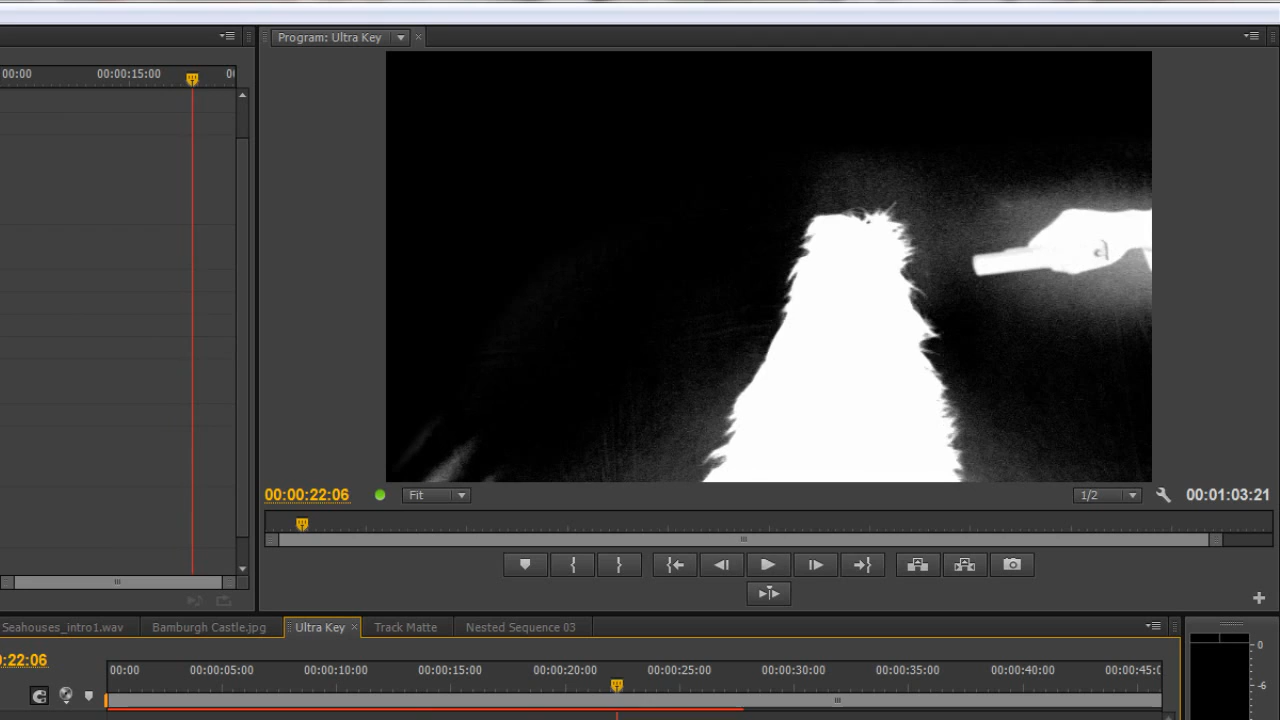 Program: Ultra Key
00:00 00:00:15:00 00
00:00:22:06 Fit 1/2 00:01:03:21
Seahouses_intro1.wav Bamburgh Castle.jpg Ultra Key Track Matte Nested Sequence 03
:22:06 00:00 00:00:05:00 00:00:10:00 00:00:15:00 00:00:20:00 00:00:25:00 00:00:30:00 00:00:35:00 00:00:40:00 00:00:45:0
0
-6